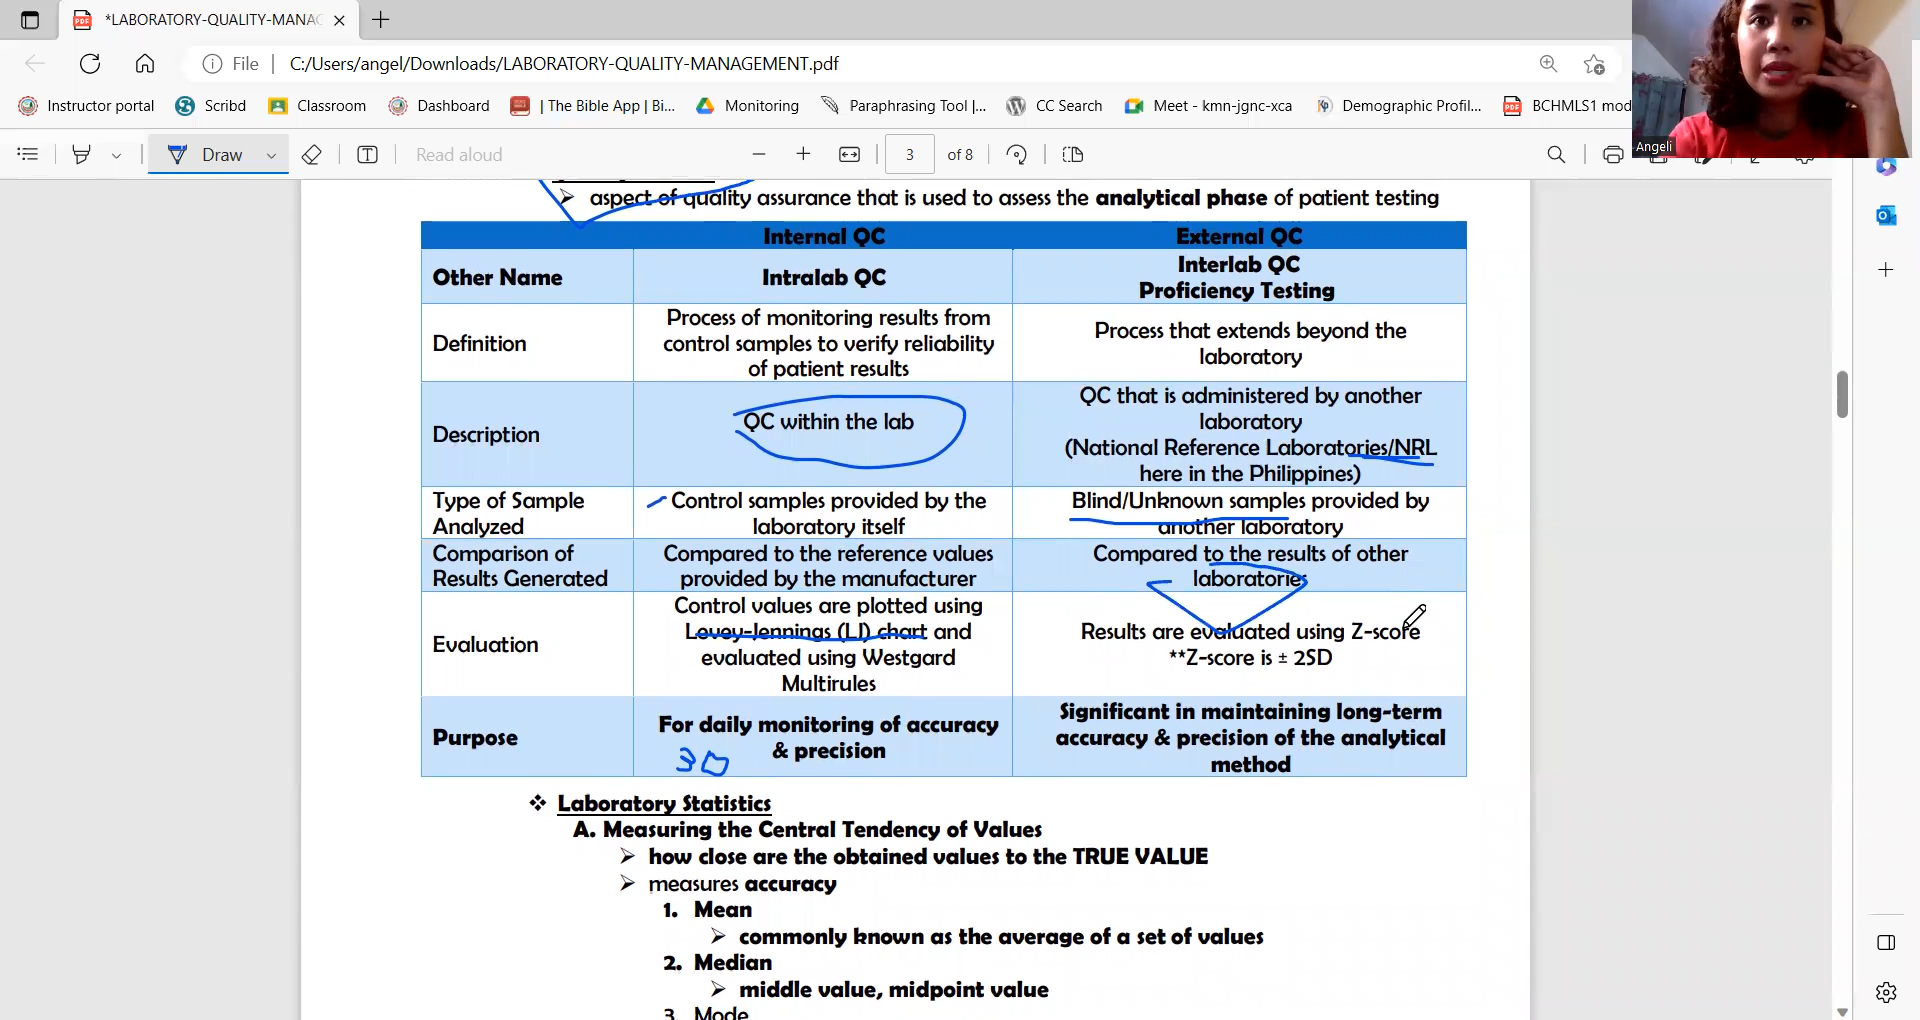 *LABORATORY-QUALITY-MANAC
File
C:/Users/angel/Downloads/LABORATORY-QUALITY-MANAGEMENT.pdf
Instructor portal
Scribd
Classroom
Dashboard
| The Bible App | Bi...
Monitoring
Paraphrasing Tool |...
CC Search
Meet - kmn-jgnc-xca
Demographic Profil...
BCHMLS1 mod
Angeli
Draw
Read aloud
3 of 8
aspect of quality assurance that is used to assess the analytical phase of patient testing
Internal QC
External QC
Other Name
Intralab QC
Interlab QC
Proficiency Testing
Definition
Process of monitoring results from
control samples to verify reliability
of patient results
Process that extends beyond the
laboratory
Description
QC within the lab
QC that is administered by another
laboratory
(National Reference Laboratories/NRL
here in the Philippines)
Type of Sample
Analyzed
Control samples provided by the
laboratory itself
Blind/Unknown samples provided by
another laboratory
Comparison of
Results Generated
Compared to the reference values
provided by the manufacturer
Compared to the results of other
laboratories
Evaluation
Control values are plotted using
Levey-Jennings (LJ) chart and
evaluated using Westgard
Multirules
Results are evaluated using Z-score
**Z-score is ± 2SD
Purpose
For daily monitoring of accuracy
& precision
30
Significant in maintaining long-term
accuracy & precision of the analytical
method
Laboratory Statistics
A. Measuring the Central Tendency of Values
how close are the obtained values to the TRUE VALUE
measures accuracy
1. Mean
commonly known as the average of a set of values
2. Median
middle value, midpoint value
3. Mode